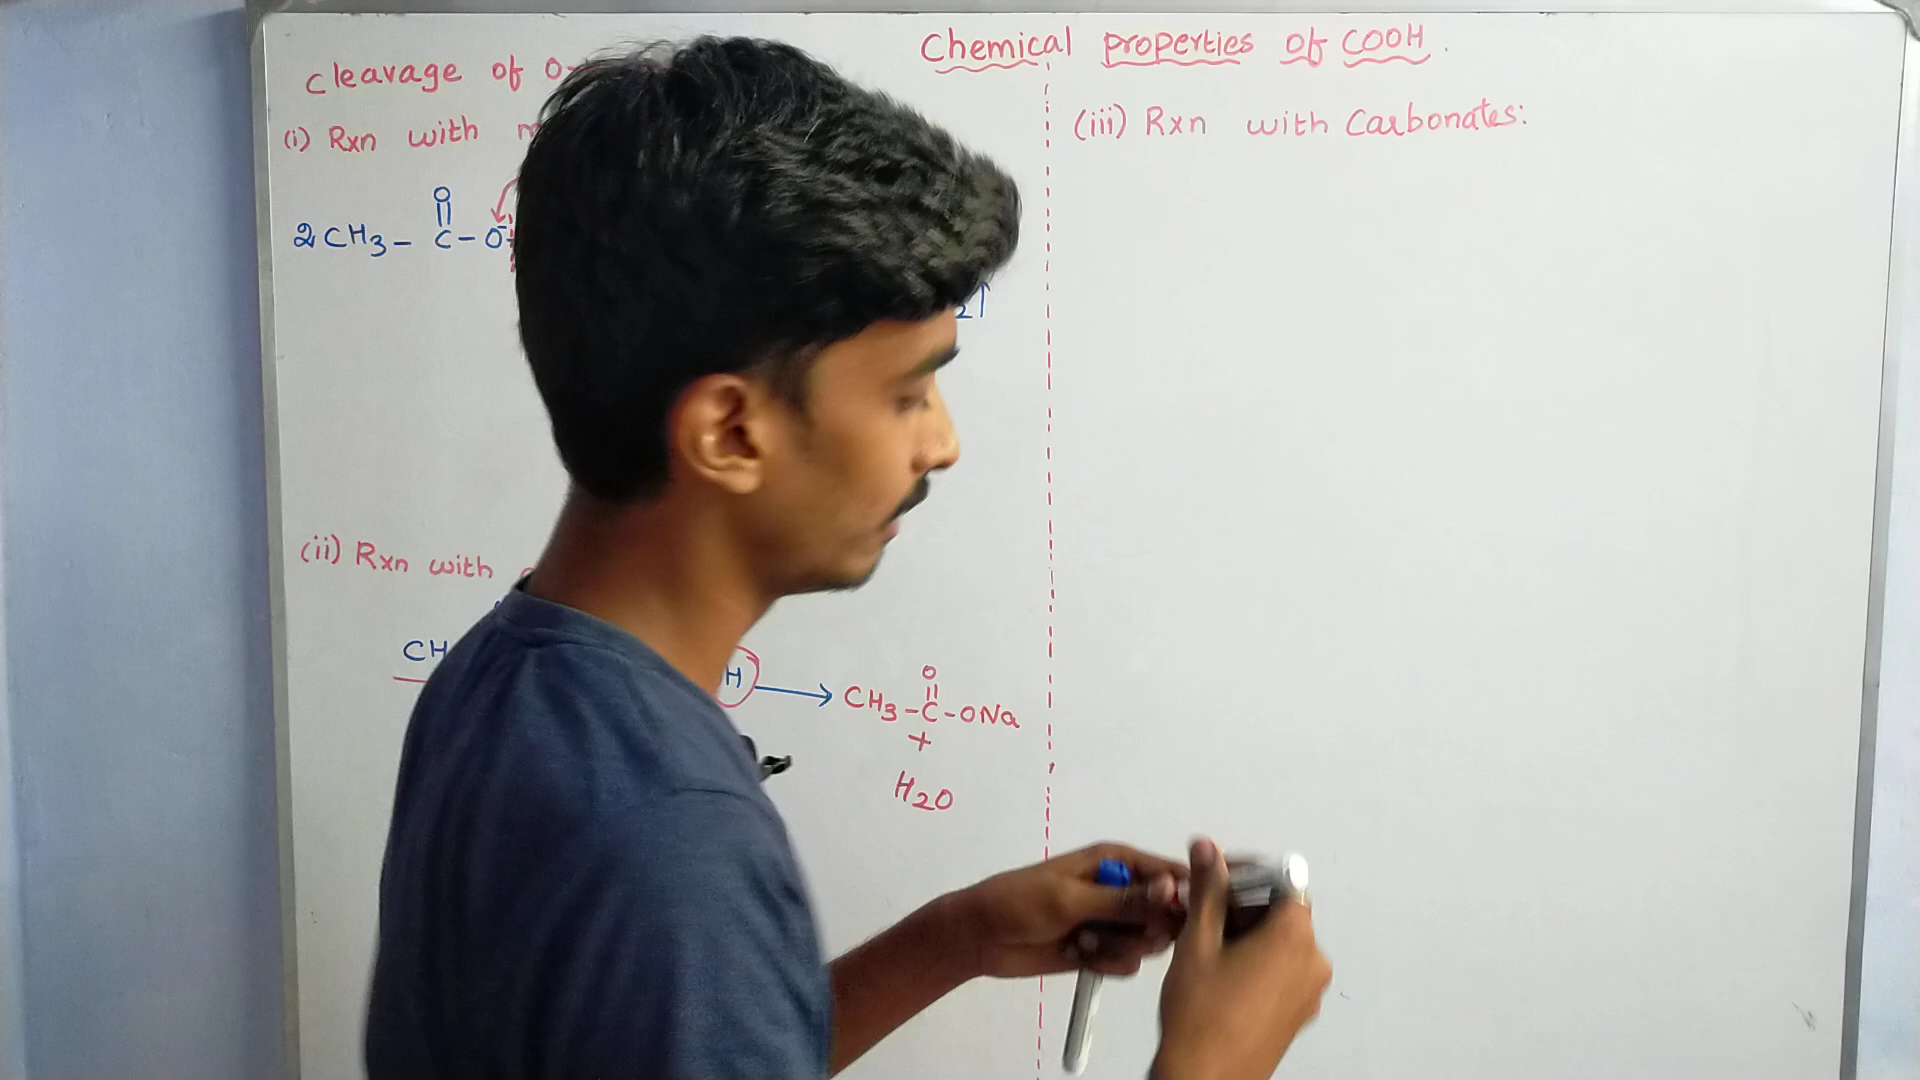 Chemical properties of COOH.
cleavage of O-
(i) Rxn with
O
||
2CH3 - C - O-
2↑
(ii) Rxn with
CH
H → CH3 - C - ONa
O
||
+
H2O
(iii) Rxn with Carbonates: